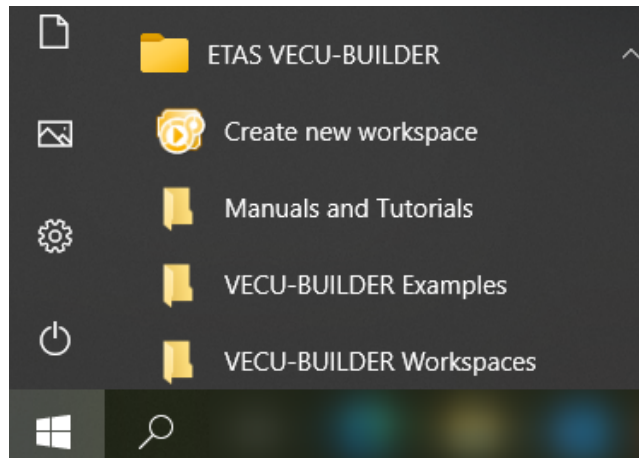 ETAS VECU-BUILDER
Create new workspace
Manuals and Tutorials
VECU-BUILDER Examples
VECU-BUILDER Workspaces